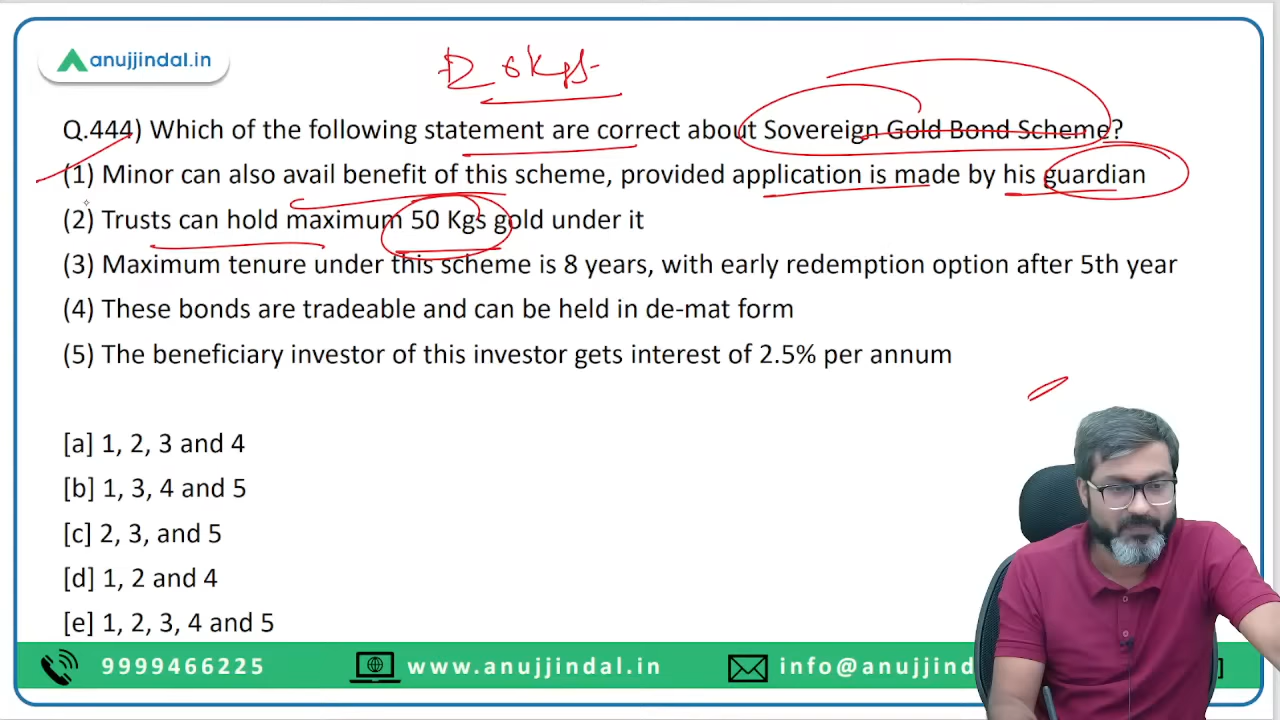 anujjindal.in
Q.444) Which of the following statement are correct about Sovereign Gold Bond Scheme?
(1) Minor can also avail benefit of this scheme, provided application is made by his guardian
(2) Trusts can hold maximum 50 Kgs gold under it
(3) Maximum tenure under this scheme is 8 years, with early redemption option after 5th year
(4) These bonds are tradeable and can be held in de-mat form
(5) The beneficiary investor of this investor gets interest of 2.5% per annum
[a] 1, 2, 3 and 4
[b] 1, 3, 4 and 5
[c] 2, 3, and 5
[d] 1, 2 and 4
[e] 1, 2, 3, 4 and 5
9999466225 www.anujjindal.in info@anujjind